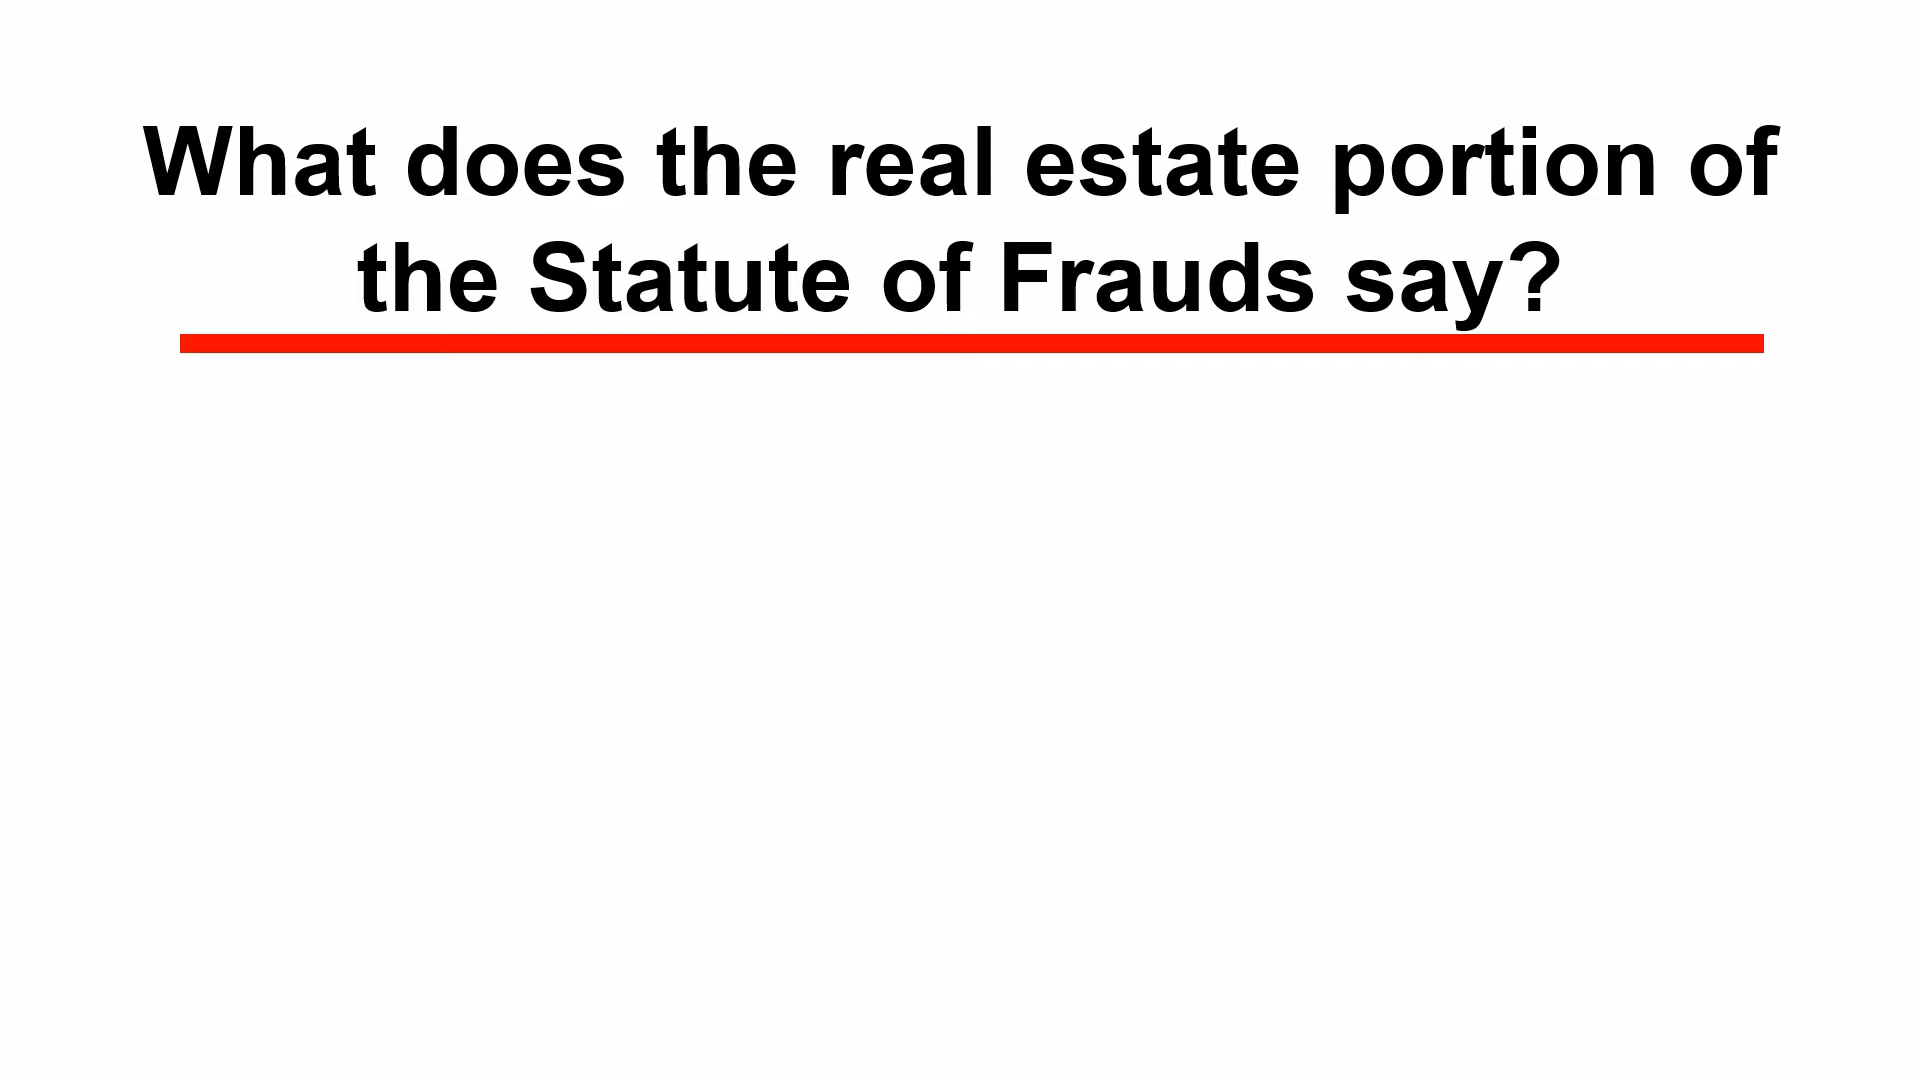 What does the real estate portion of
the Statute of Frauds say?